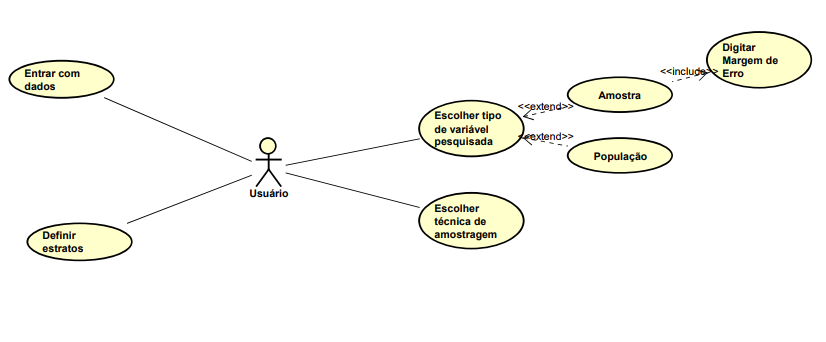 Digitar
Margem de
Erro
<<include>>
Entrar com
dados
Amostra
<<extend>>
Escolher tipo
de variável
pesquisada
<<extend>>
População
Usuário
Escolher
técnica de
amostragem
Definir
estratos